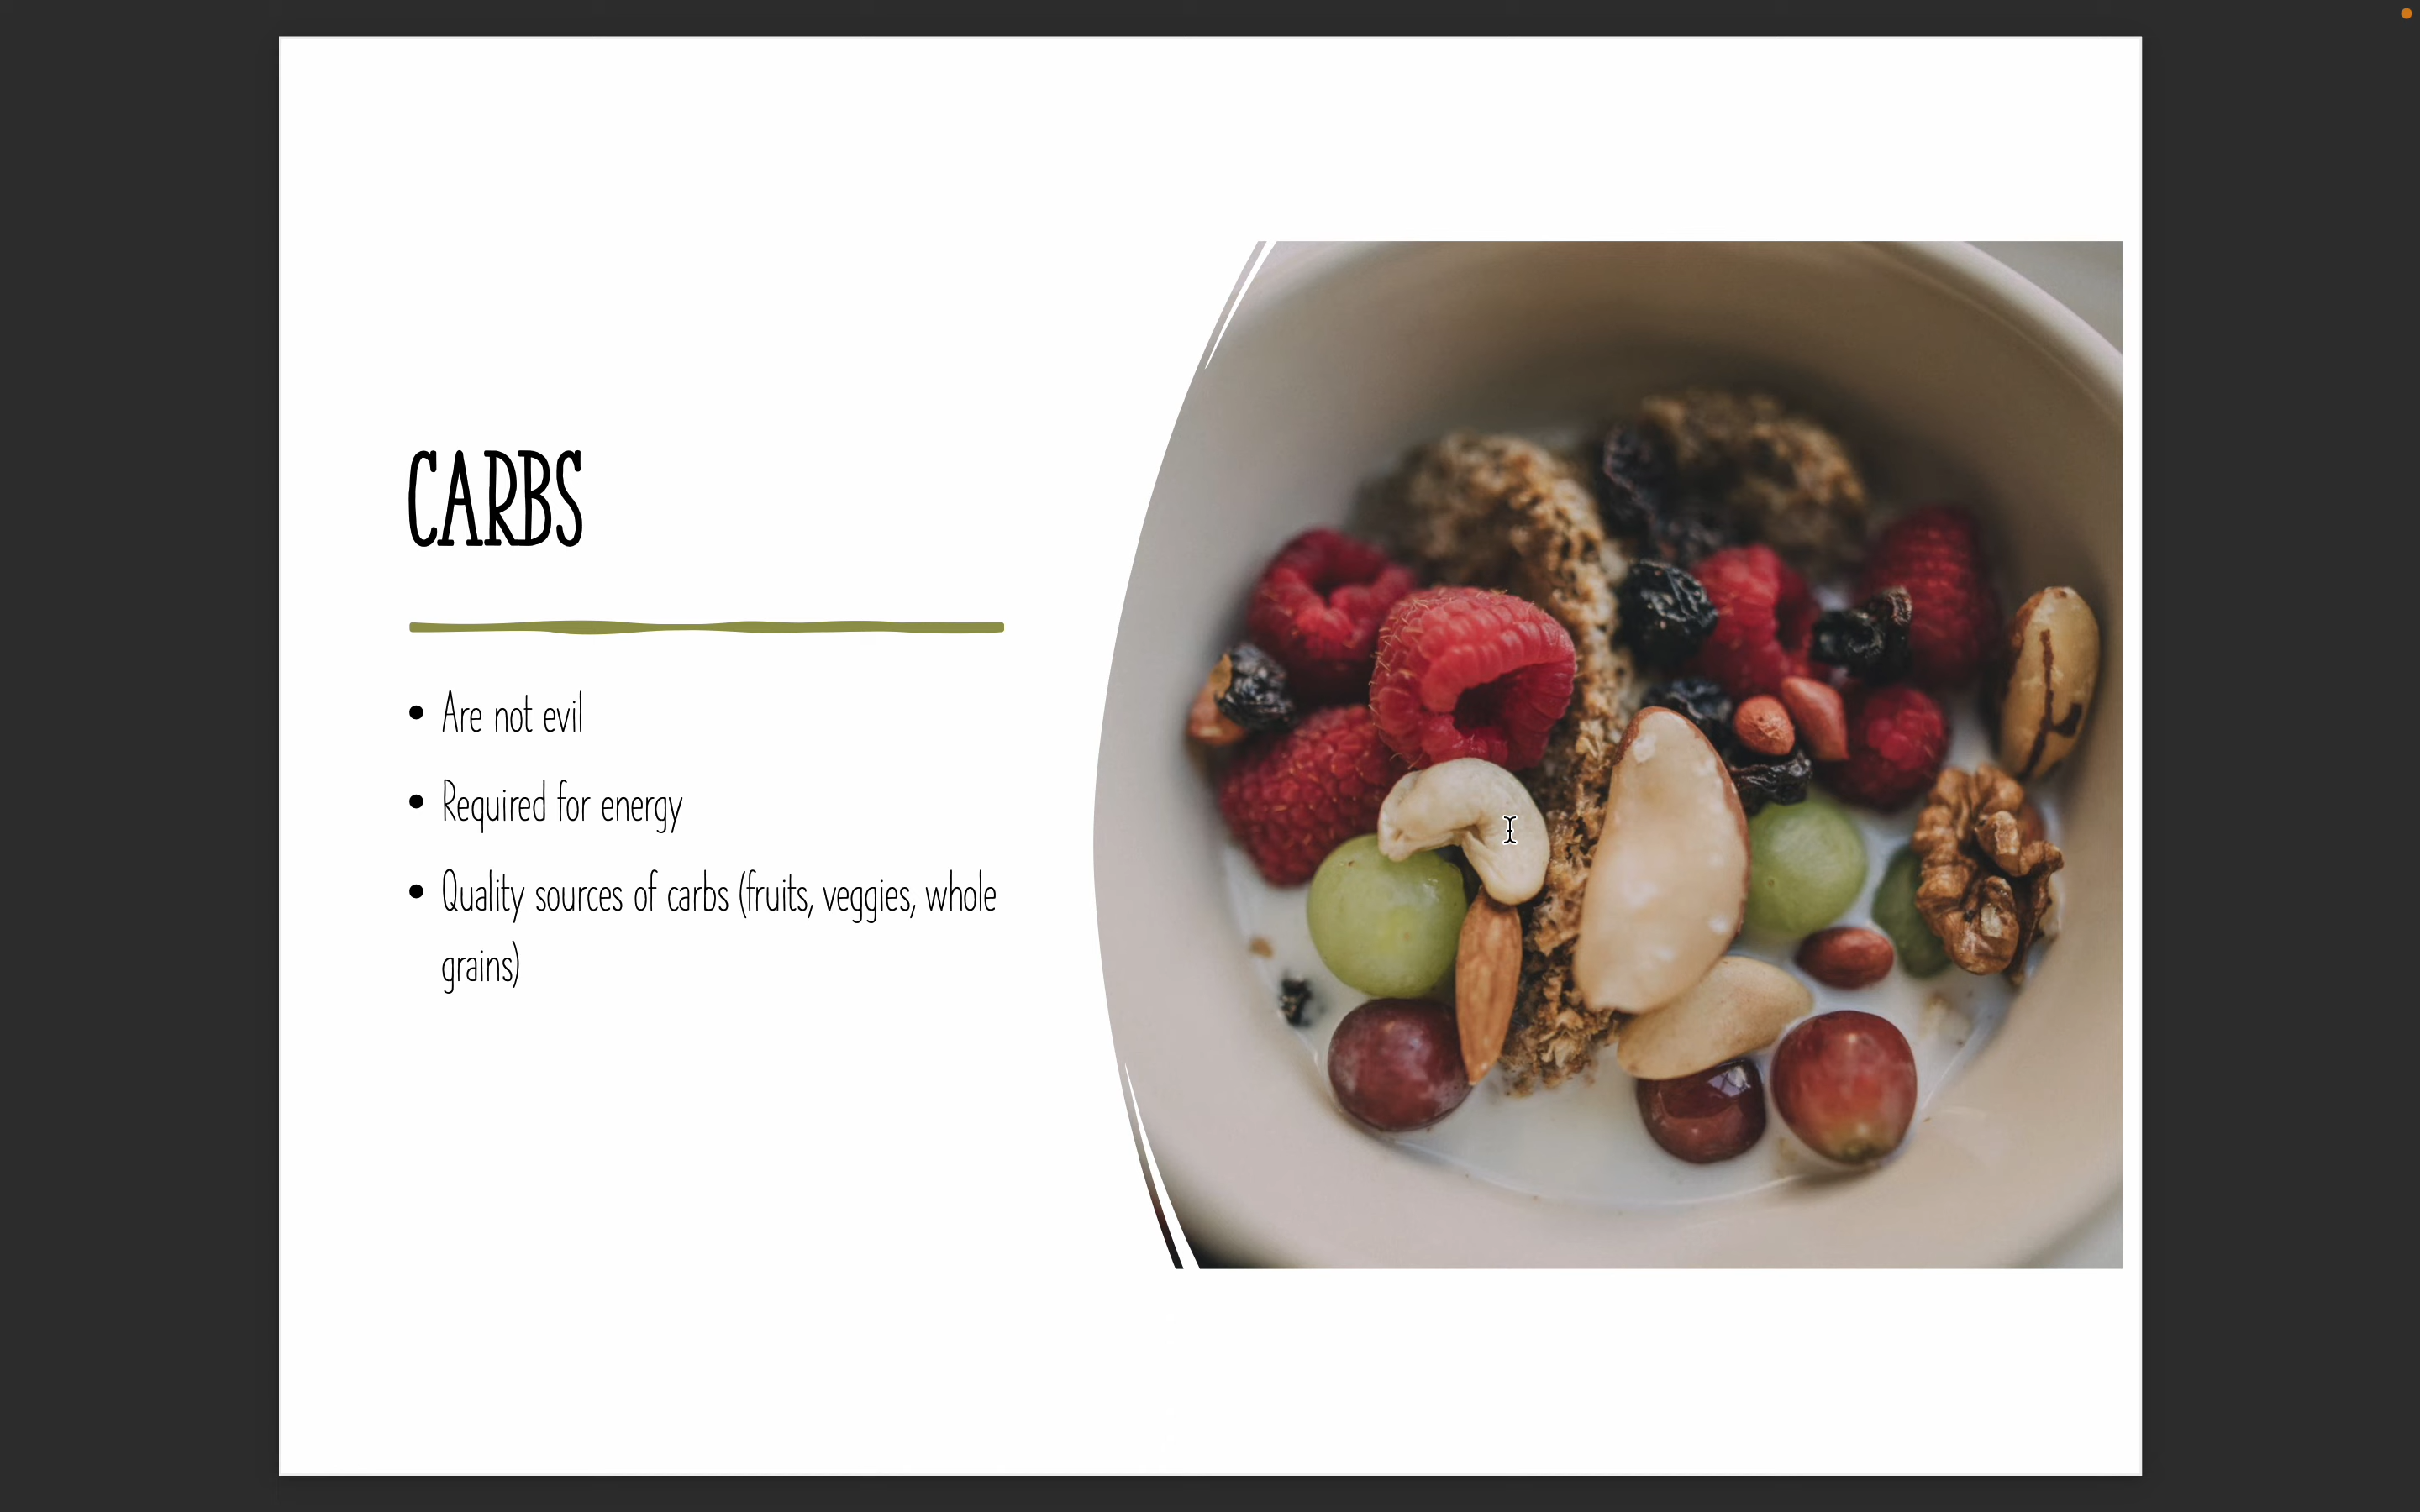 CARBS
• Are not evil
• Required for energy
• Quality sources of carbs (fruits, veggies, whole
grains)